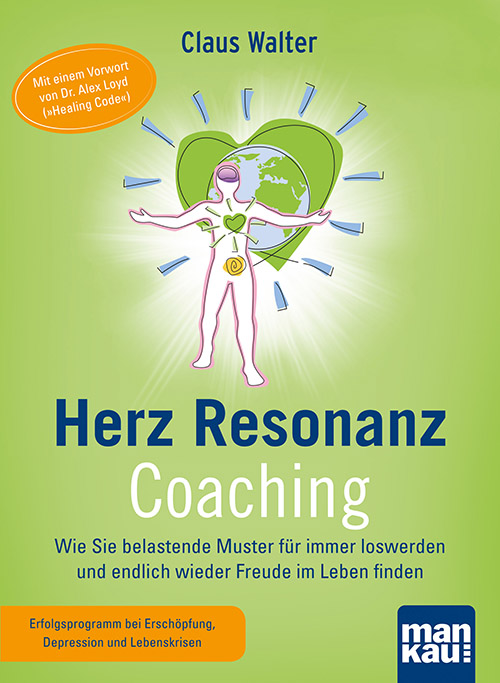 Claus Walter
Mit einem Vorwort
von Dr. Alex Loyd
(»Healing Code«)
Herz Resonanz
Coaching
Wie Sie belastende Muster für immer loswerden
und endlich wieder Freude im Leben finden
Erfolgsprogramm bei Erschöpfung,
Depression und Lebenskrisen
man
kau